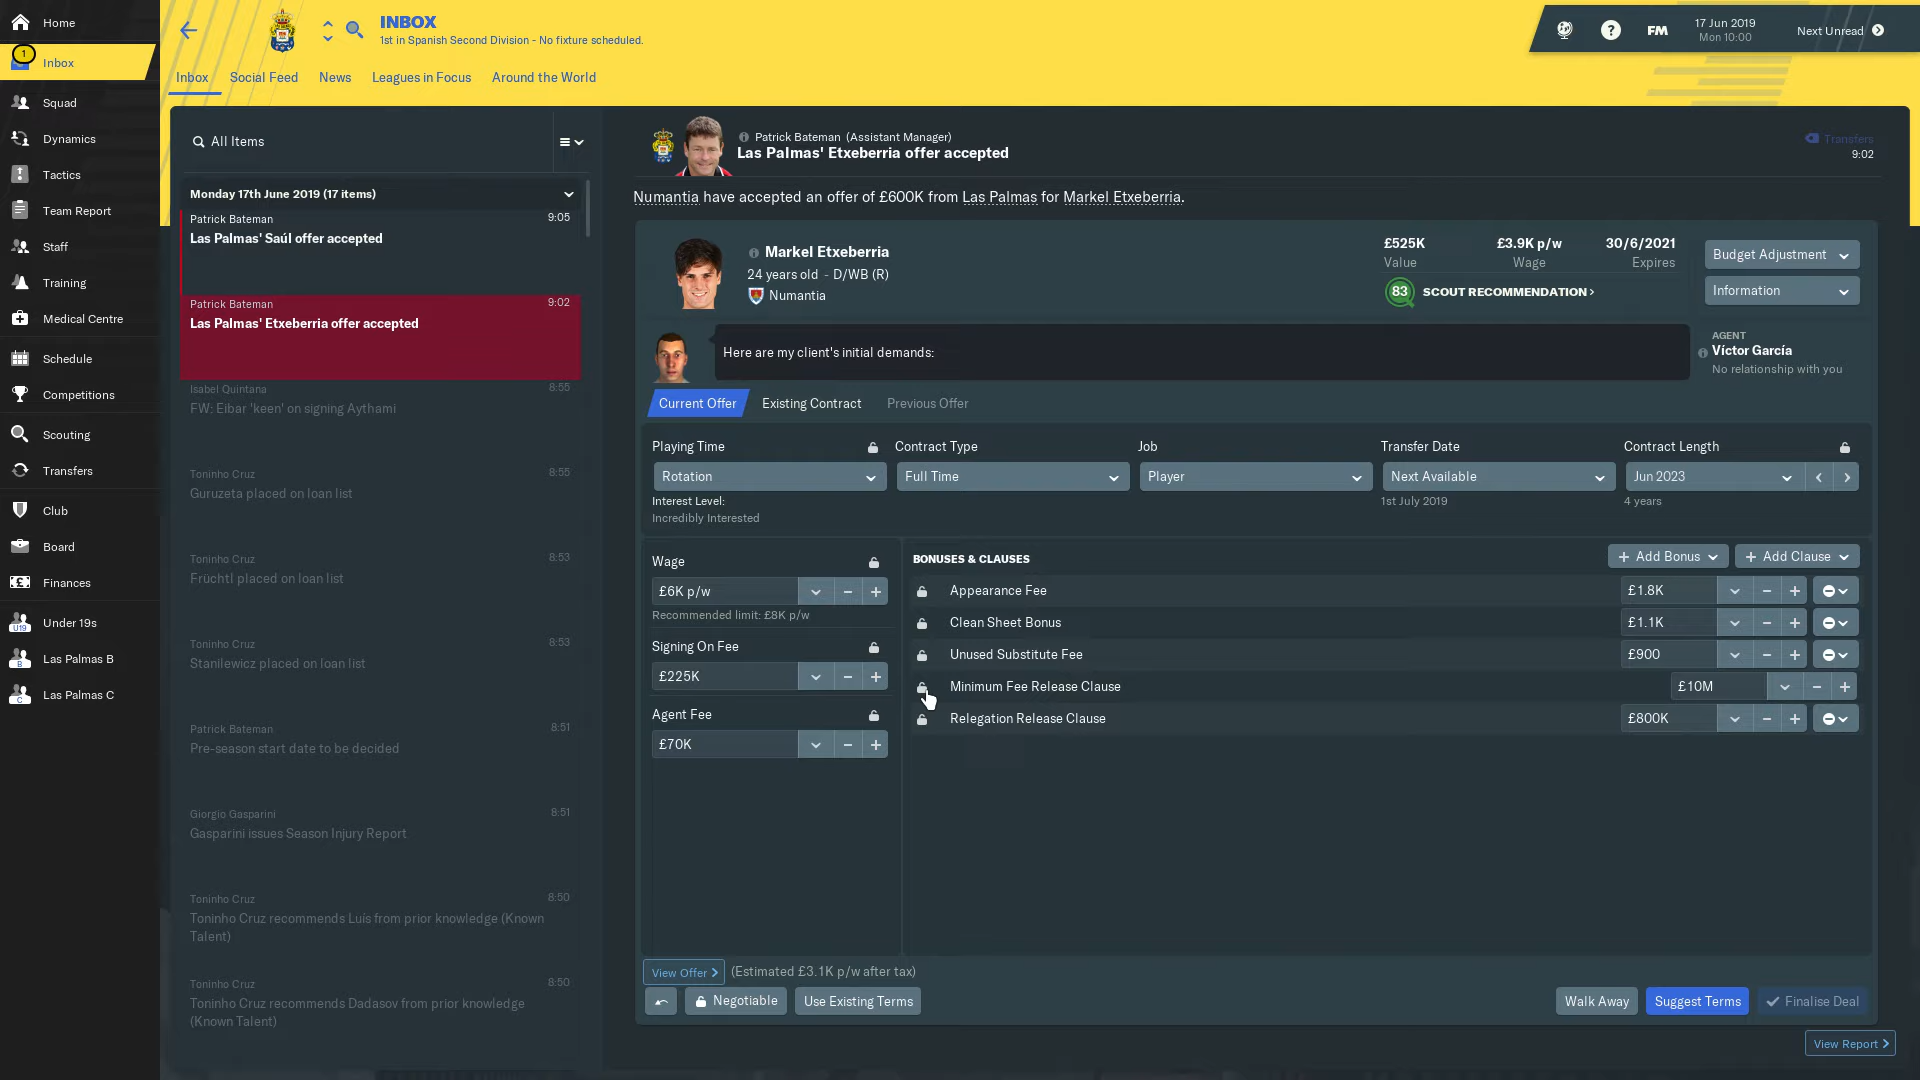 Home
1
Inbox
Squad
Dynamics
Tactics
Team Report
Staff
Training
Medical Centre
Schedule
Competitions
Scouting
Transfers
Club
Board
Finances
U19
Under 19s
B
Las Palmas B
C
Las Palmas C
INBOX
1st in Spanish Second Division - No fixture scheduled.
Inbox Social Feed News Leagues in Focus Around the World
? FM
17 Jun 2019
Mon 10:00
Next Unread
All Items
Monday 17th June 2019 (17 items)
Patrick Bateman 9:05
Las Palmas' Saúl offer accepted
Patrick Bateman 9:02
Las Palmas' Etxeberria offer accepted
Isabel Quintana 8:55
FW: Eibar 'keen' on signing Aythami
Toninho Cruz 8:55
Guruzeta placed on loan list
Toninho Cruz 8:53
Früchtl placed on loan list
Toninho Cruz 8:53
Stanilewicz placed on loan list
Patrick Bateman 8:51
Pre-season start date to be decided
Giorgio Gasparini 8:51
Gasparini issues Season Injury Report
Toninho Cruz 8:50
Toninho Cruz recommends Luís from prior knowledge (Known
Talent)
Toninho Cruz 8:50
Toninho Cruz recommends Dadasov from prior knowledge
(Known Talent)
Patrick Bateman (Assistant Manager)
Las Palmas' Etxeberria offer accepted
Transfers
9:02
Numantia have accepted an offer of £600K from Las Palmas for Markel Etxeberria.
Markel Etxeberria
24 years old - D/WB (R)
Numantia
£525K £3.9K p/w 30/6/2021
Value Wage Expires
83 SCOUT RECOMMENDATION >
Budget Adjustment
Information
Here are my client's initial demands:
AGENT
Víctor García
No relationship with you
Current Offer Existing Contract Previous Offer
Playing Time Contract Type Job Transfer Date Contract Length
Rotation Full Time Player Next Available Jun 2023
Interest Level: 1st July 2019 4 years
Incredibly Interested
Wage
£6K p/w
Recommended limit: £8K p/w
Signing On Fee
£225K
Agent Fee
£70K
BONUSES & CLAUSES + Add Bonus + Add Clause
Appearance Fee £1.8K
Clean Sheet Bonus £1.1K
Unused Substitute Fee £900
Minimum Fee Release Clause £10M
Relegation Release Clause £800K
View Offer > (Estimated £3.1K p/w after tax)
Negotiable Use Existing Terms Walk Away Suggest Terms Finalise Deal
View Report >